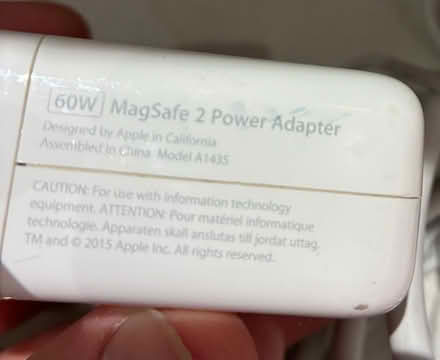 60W MagSafe 2 Power Adapter
Designed by Apple in California
Assembled in China Model A1435
CAUTION: For use with information technology
equipment. ATTENTION: Pour matériel informatique
technologie. Apparaten skall anslutas till jordat uttag.
TM and © 2015 Apple Inc. All rights reserved.